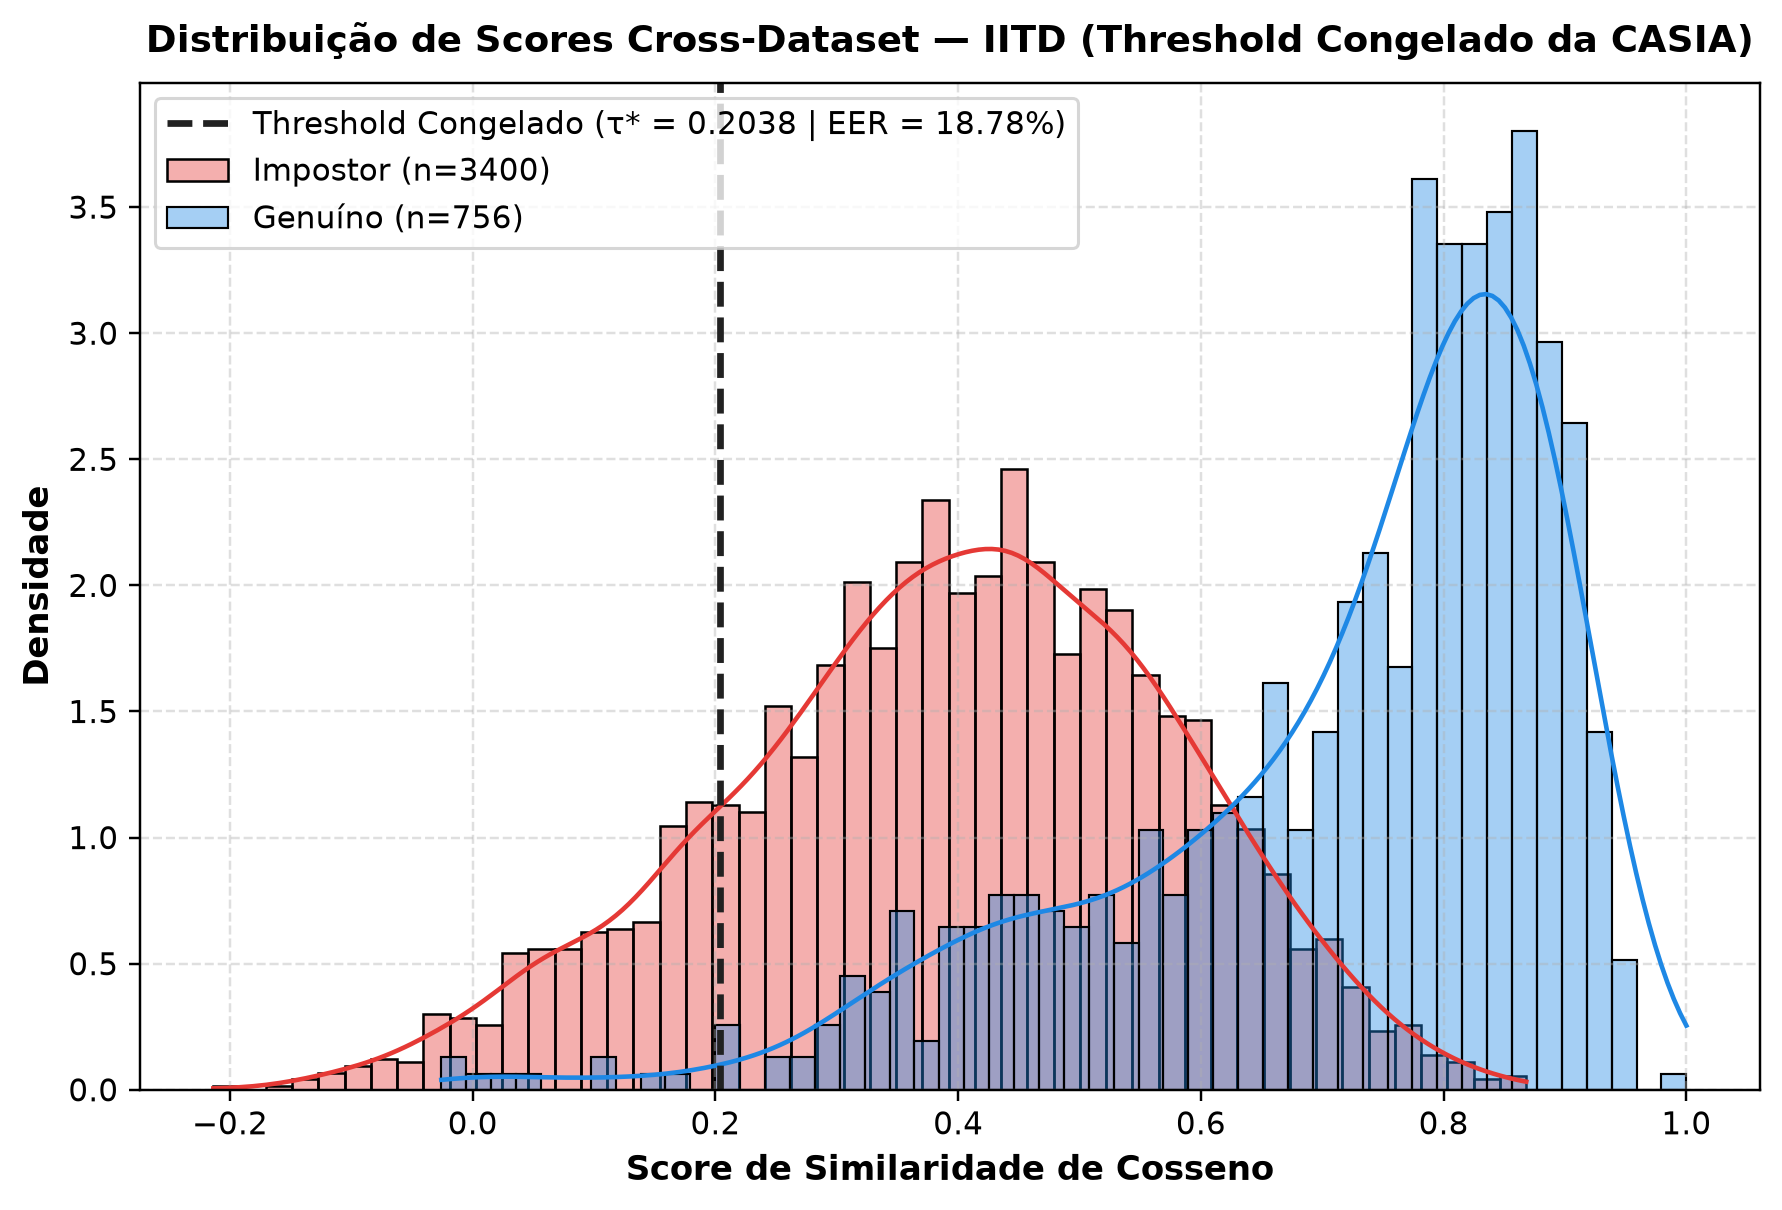 Distribuição de Scores Cross-Dataset — IITD (Threshold Congelado da CASIA)
Threshold Congelado (τ* = 0.2038 | EER = 18.78%)
Impostor (n=3400)
Genuíno (n=756)
Densidade
3.5
3.0
2.5
2.0
1.5
1.0
0.5
0.0
−0.2
0.0
0.2
0.4
0.6
0.8
1.0
Score de Similaridade de Cosseno